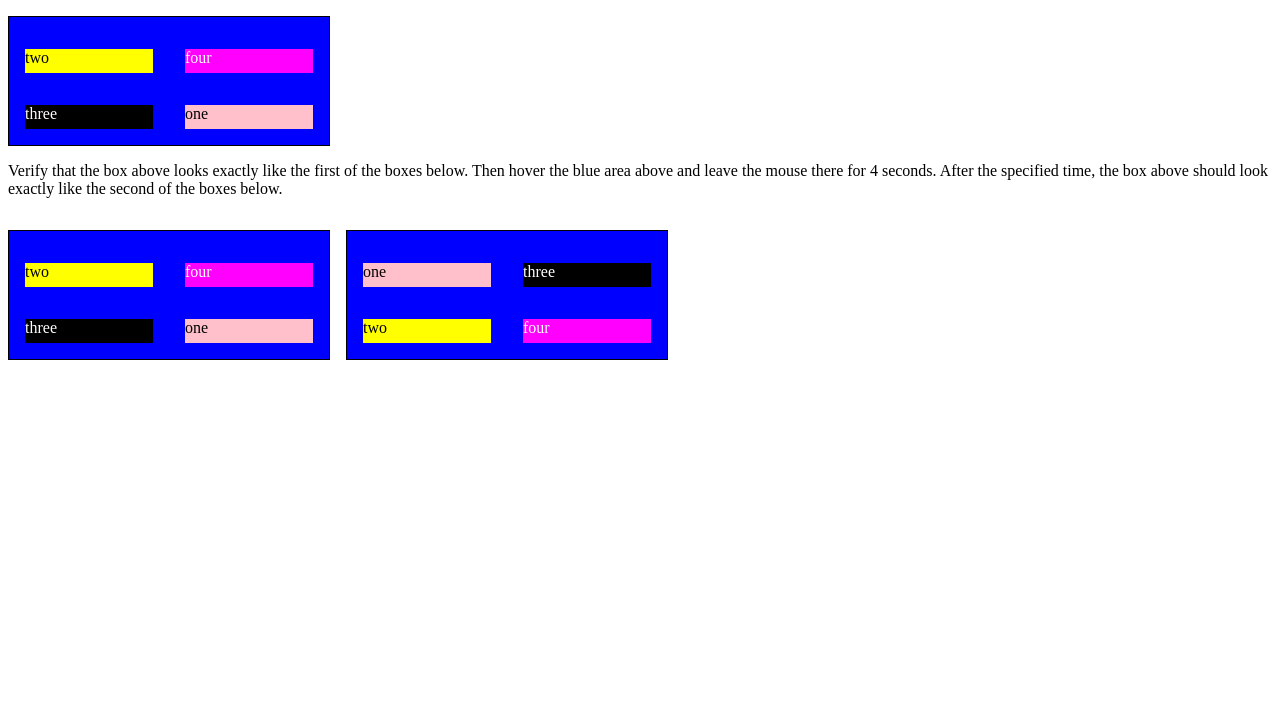 two four
three one
Verify that the box above looks exactly like the first of the boxes below. Then hover the blue area above and leave the mouse there for 4 seconds. After the specified time, the box above should look
exactly like the second of the boxes below.
two four one three
three one two four